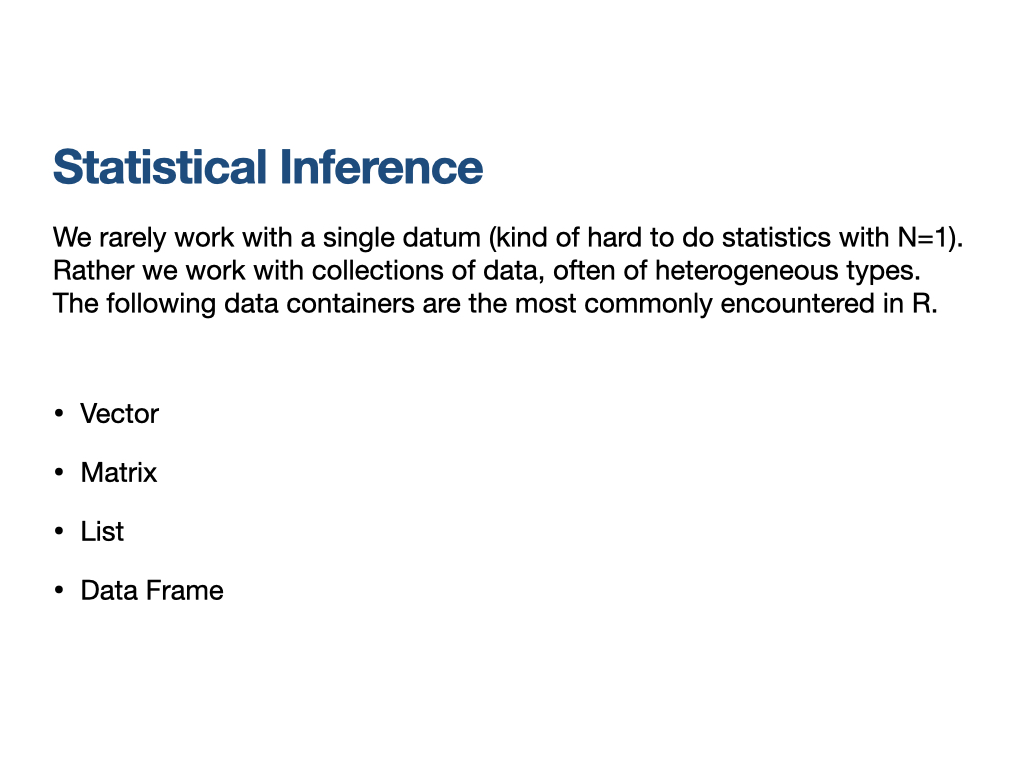 Statistical Inference
We rarely work with a single datum (kind of hard to do statistics with N=1).
Rather we work with collections of data, often of heterogeneous types.
The following data containers are the most commonly encountered in R.
• Vector
• Matrix
• List
• Data Frame